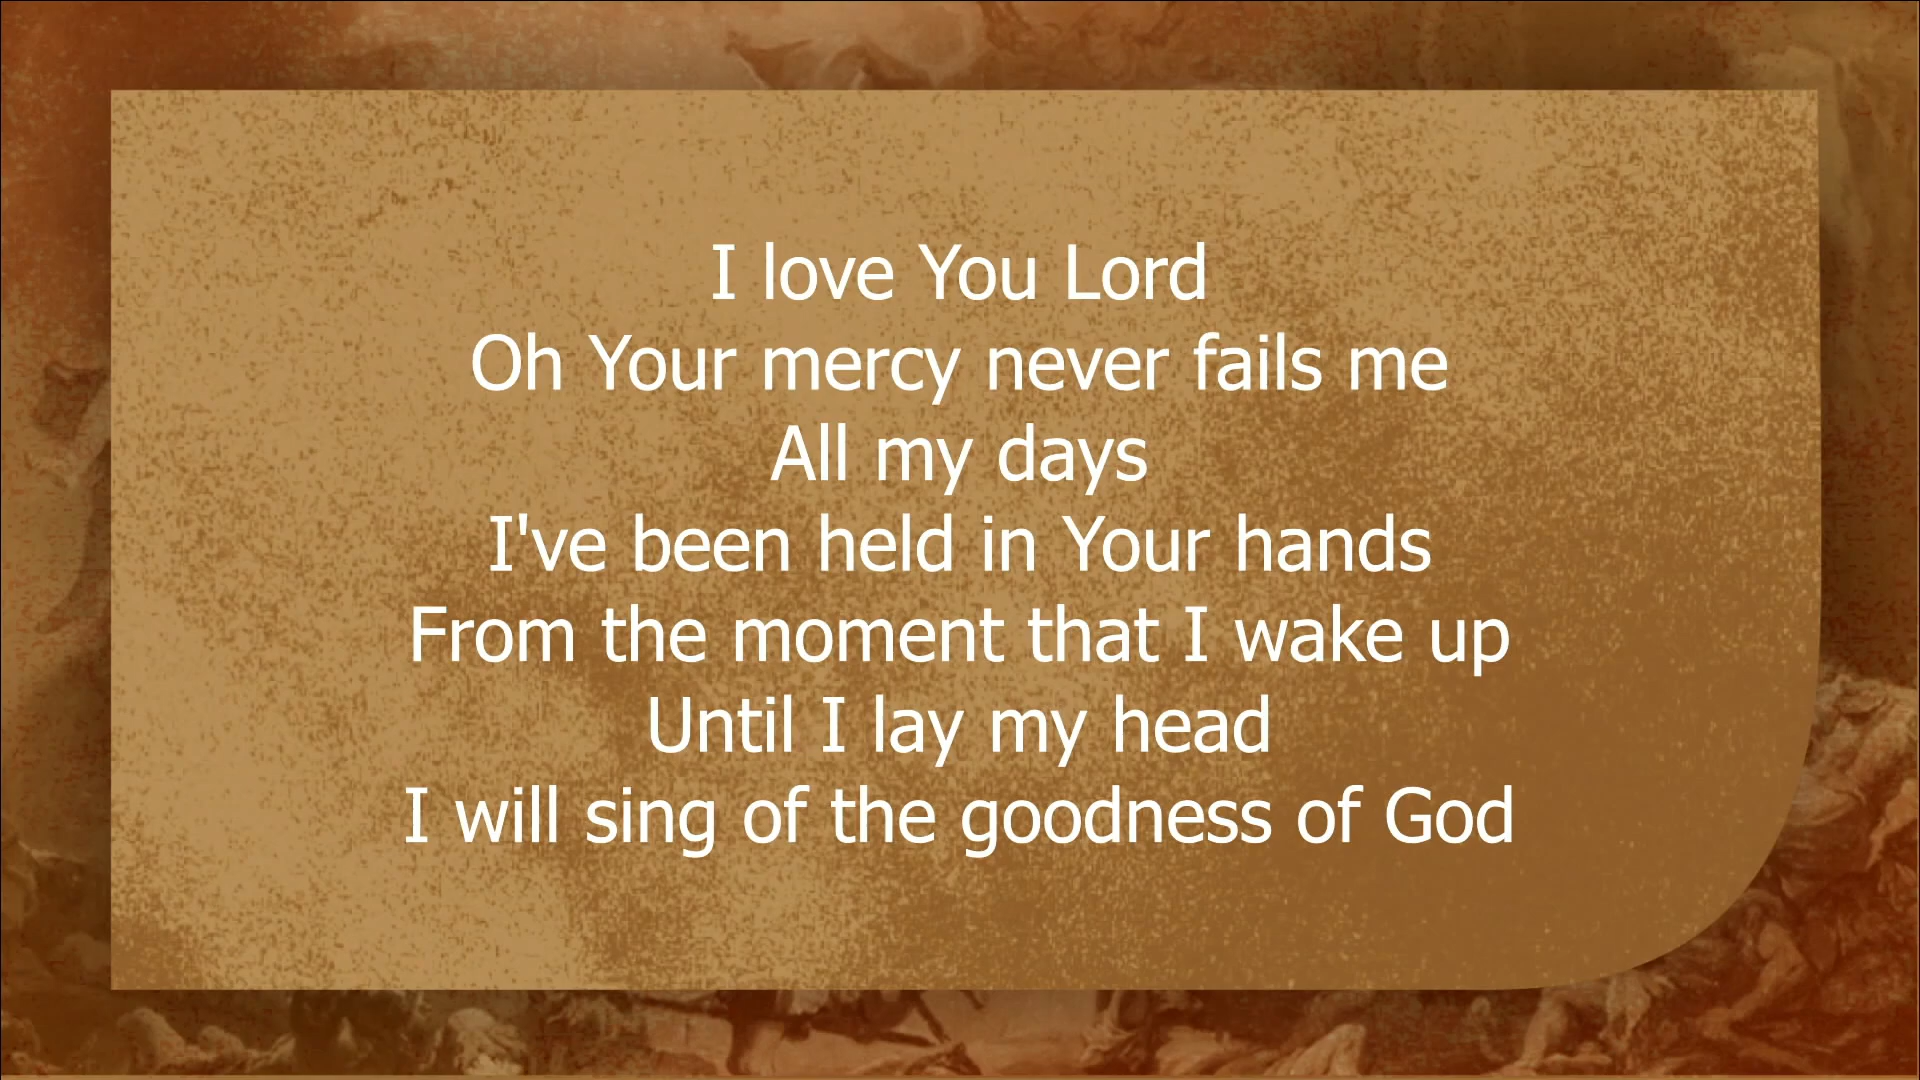 I love You Lord
Oh Your mercy never fails me
All my days
I've been held in Your hands
From the moment that I wake up
Until I lay my head
I will sing of the goodness of God